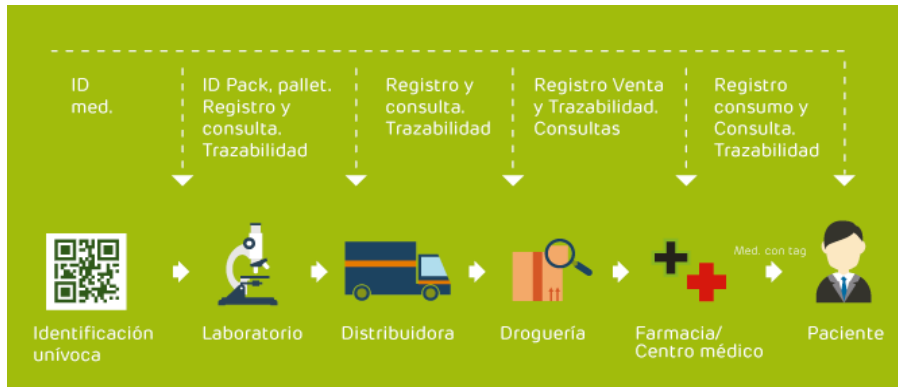 ID
med.
ID Pack, pallet.
Registro y
consulta.
Trazabilidad
Registro y
consulta.
Trazabilidad
Registro Venta
y Trazabilidad.
Consultas
Registro
consumo y
Consulta.
Trazabilidad
Med. con tag
Identificación
unívoca
Laboratorio
Distribuidora
Droguería
Farmacia/
Centro médico
Paciente